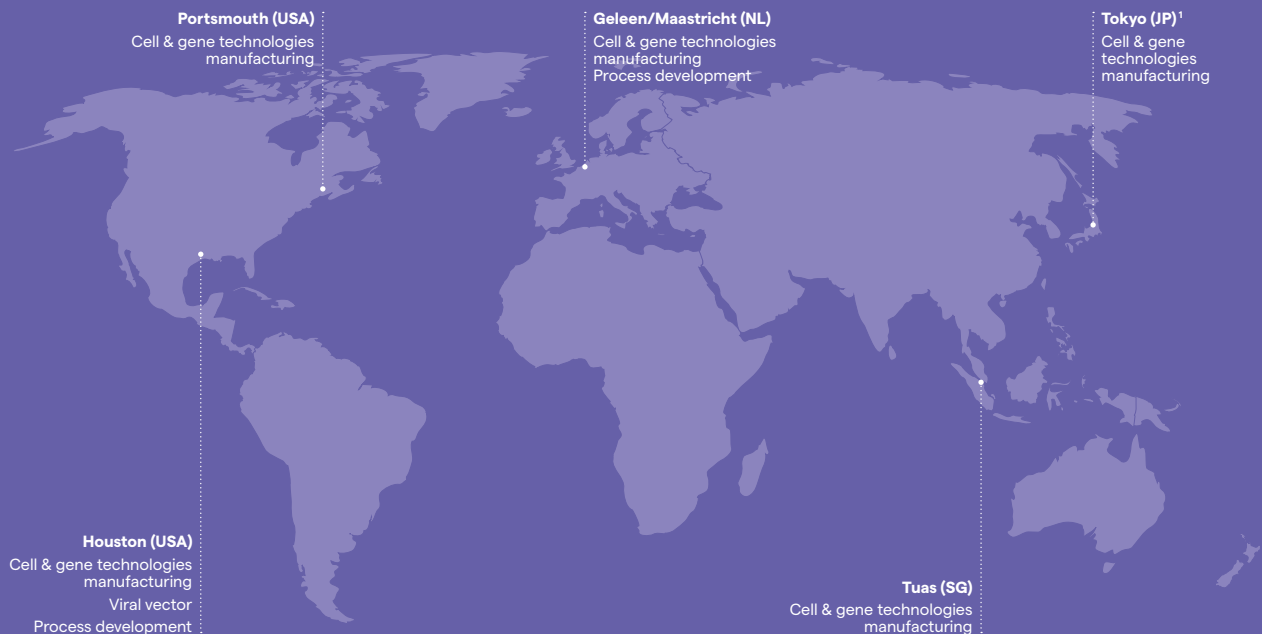 Portsmouth (USA)
Cell & gene technologies
manufacturing
Geleen/Maastricht (NL)
Cell & gene technologies
manufacturing
Process development
Tokyo (JP)¹
Cell & gene
technologies
manufacturing
Houston (USA)
Cell & gene technologies
manufacturing
Viral vector
Process development
Tuas (SG)
Cell & gene technologies
manufacturing